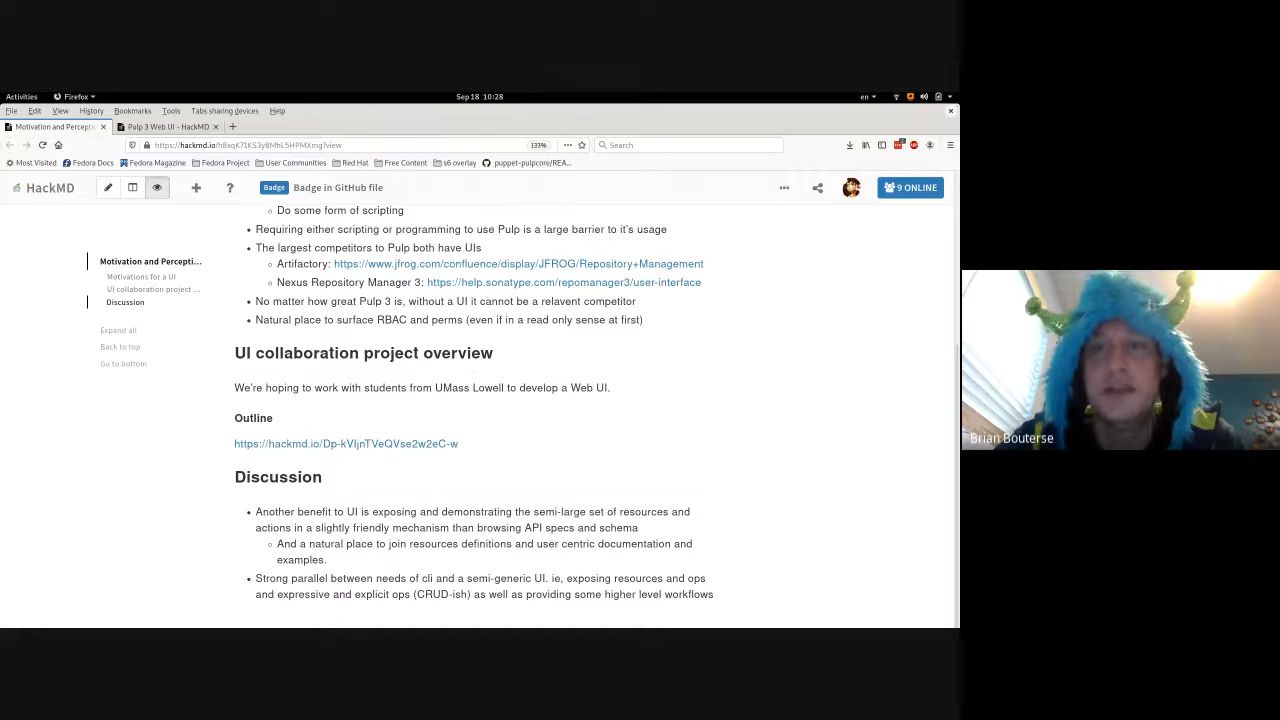 Activities
Firefox
Sep 18 10:28
en
File Edit View History Bookmarks Tools Tabs sharing devices Help
Motivation and Percepti
Pulp 3 Web UI - HackMD
https://hackmd.io/h8xqK71KS3y8MhL5HPMXmg?view
133%
Search
Most Visited
Fedora Docs
Fedora Magazine
Fedora Project
User Communities
Red Hat
Free Content
s6 overlay
puppet-pulpcore/REA...
HackMD
Badge
Badge in GitHub file
9 ONLINE
Do some form of scripting
Requiring either scripting or programming to use Pulp is a large barrier to it's usage
The largest competitors to Pulp both have UIs
Artifactory: https://www.jfrog.com/confluence/display/JFROG/Repository+Management
Nexus Repository Manager 3: https://help.sonatype.com/repomanager3/user-interface
No matter how great Pulp 3 is, without a UI it cannot be a relavent competitor
Natural place to surface RBAC and perms (even if in a read only sense at first)
Motivation and Percepti...
Motivations for a UI
UI collaboration project ...
Discussion
Expand all
Back to top
Go to bottom
UI collaboration project overview
We're hoping to work with students from UMass Lowell to develop a Web UI.
Outline
https://hackmd.io/Dp-kVIjnTVeQVse2w2eC-w
Discussion
Another benefit to UI is exposing and demonstrating the semi-large set of resources and
actions in a slightly friendly mechanism than browsing API specs and schema
And a natural place to join resources definitions and user centric documentation and
examples.
Strong parallel between needs of cli and a semi-generic UI. ie, exposing resources and ops
and expressive and explicit ops (CRUD-ish) as well as providing some higher level workflows
Brian Bouterse